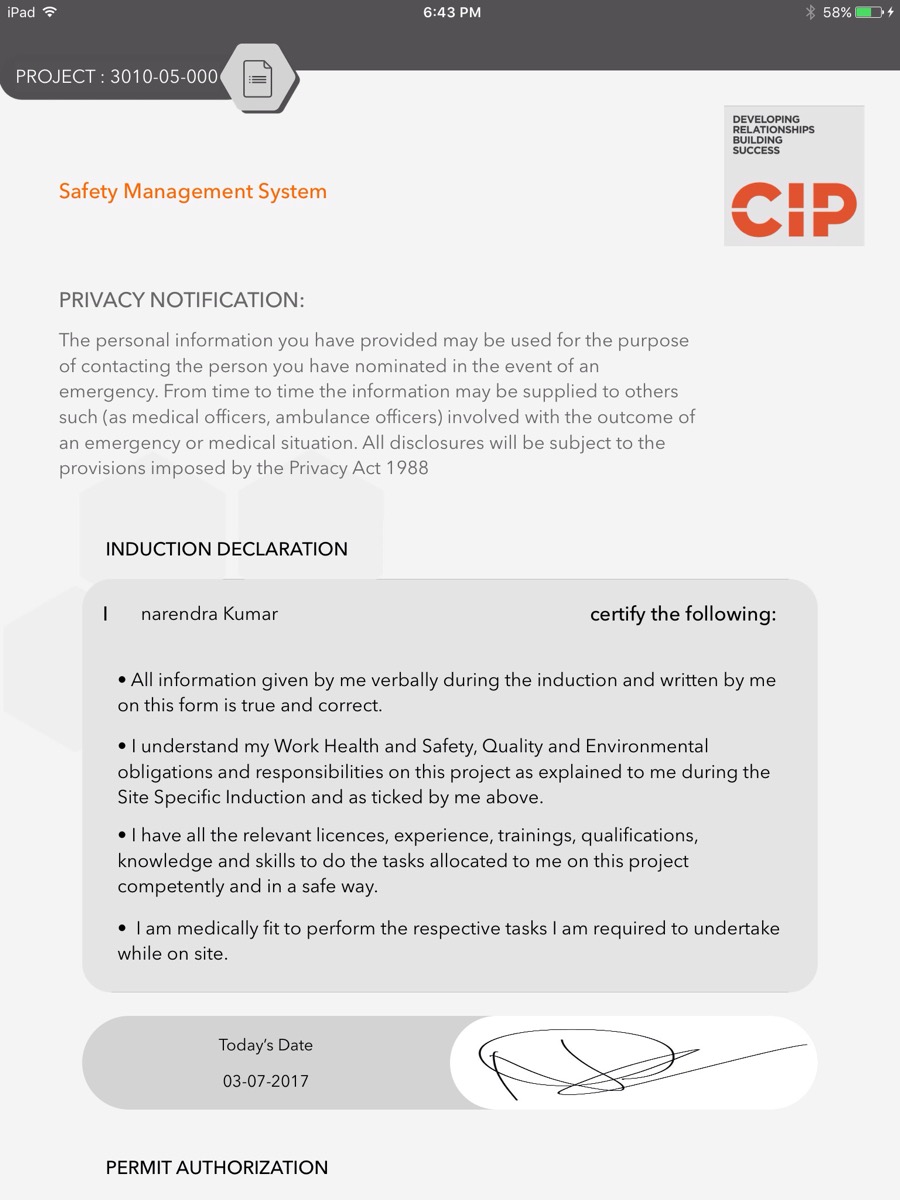 iPad 6:43 PM 58%
PROJECT : 3010-05-000
DEVELOPING
RELATIONSHIPS
BUILDING
SUCCESS
CIP
Safety Management System
PRIVACY NOTIFICATION:
The personal information you have provided may be used for the purpose
of contacting the person you have nominated in the event of an
emergency. From time to time the information may be supplied to others
such (as medical officers, ambulance officers) involved with the outcome of
an emergency or medical situation. All disclosures will be subject to the
provisions imposed by the Privacy Act 1988
INDUCTION DECLARATION
I narendra Kumar certify the following:
• All information given by me verbally during the induction and written by me
on this form is true and correct.
• I understand my Work Health and Safety, Quality and Environmental
obligations and responsibilities on this project as explained to me during the
Site Specific Induction and as ticked by me above.
• I have all the relevant licences, experience, trainings, qualifications,
knowledge and skills to do the tasks allocated to me on this project
competently and in a safe way.
• I am medically fit to perform the respective tasks I am required to undertake
while on site.
Today's Date
03-07-2017
PERMIT AUTHORIZATION